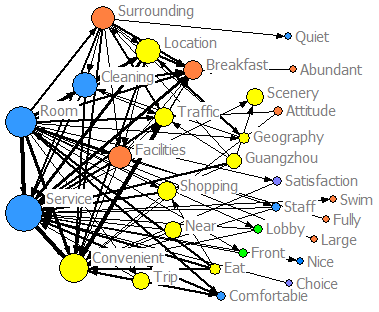 Surrounding
Quiet
Location
Breakfast
Abundant
Cleaning
Scenery
Room
Traffic
Attitude
Geography
Facilities
Guangzhou
Shopping
Satisfaction
Service
Staff
Swim
Near
Lobby
Fully
Large
Convenient
Front
Nice
Trip
Eat
Choice
Comfortable